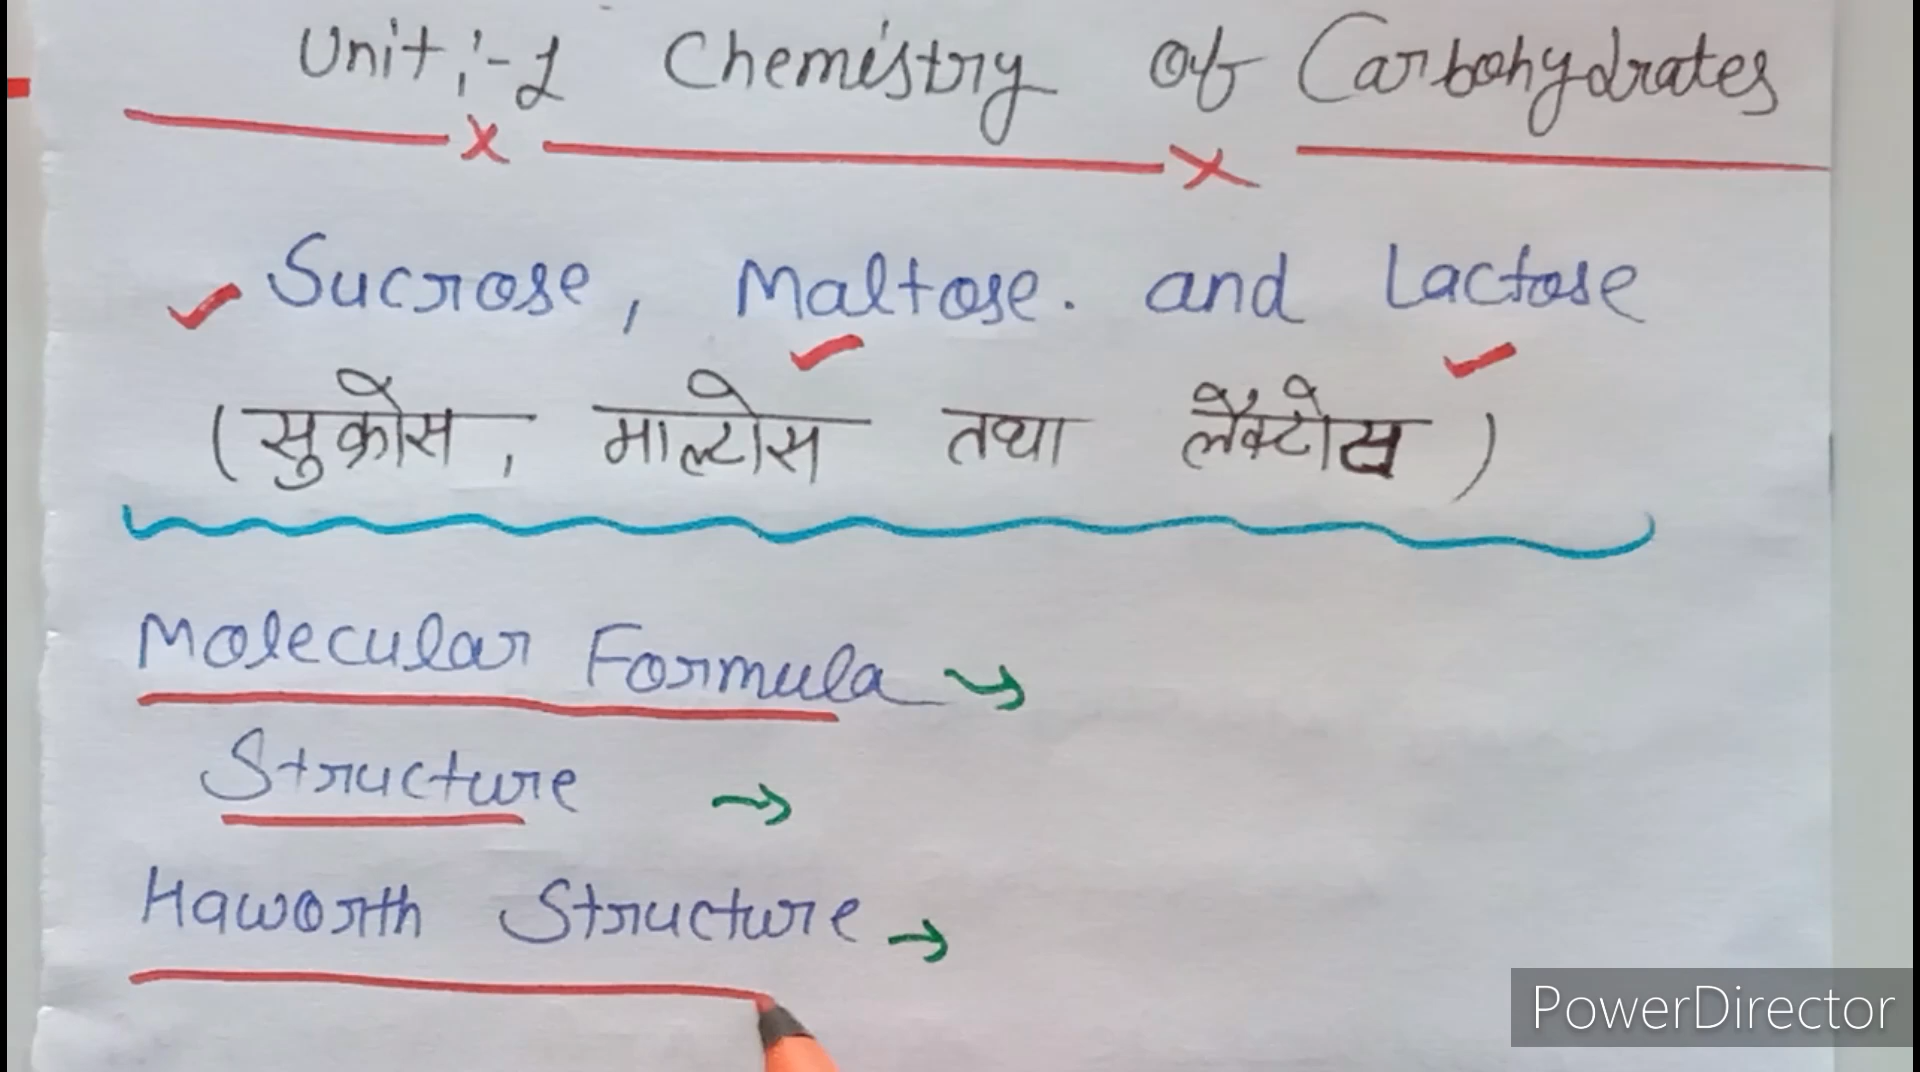 Unit:-1 Chemistry of Carbohydrates
Sucrose, Maltose. and Lactose
(सुक्रोस, माल्टोस तथा लैक्टोस)
Molecular Formula →
Structure →
Haworth Structure →
PowerDirector